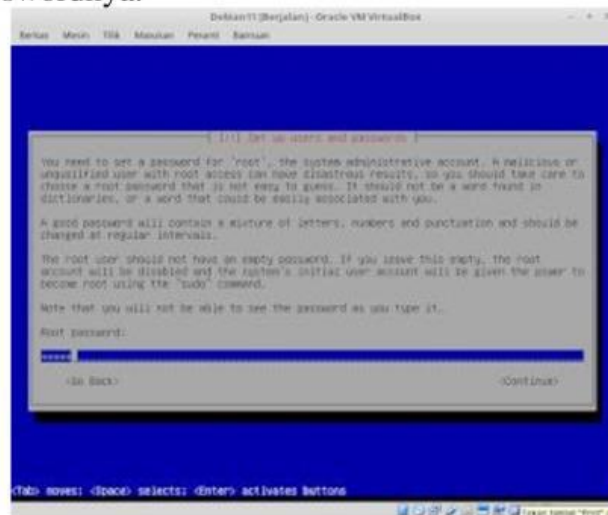 Debian11 [Berjalan] - Oracle VM VirtualBox
Berkas Mesin Tilik Masukan Peranti Bantuan
[!!] Set up users and passwords
You need to set a password for 'root', the system administrative account. A malicious or
unqualified user with root access can have disastrous results, so you should take care to
choose a root password that is not easy to guess. It should not be a word found in
dictionaries, or a word that could be easily associated with you.
A good password will contain a mixture of letters, numbers and punctuation and should be
changed at regular intervals.
The root user should not have an empty password. If you leave this empty, the root
account will be disabled and the system's initial user account will be given the power to
become root using the "sudo" command.
Note that you will not be able to see the password as you type it.
Root password:
*****
<Go Back> <Continue>
<Tab> moves; <Space> selects; <Enter> activates buttons